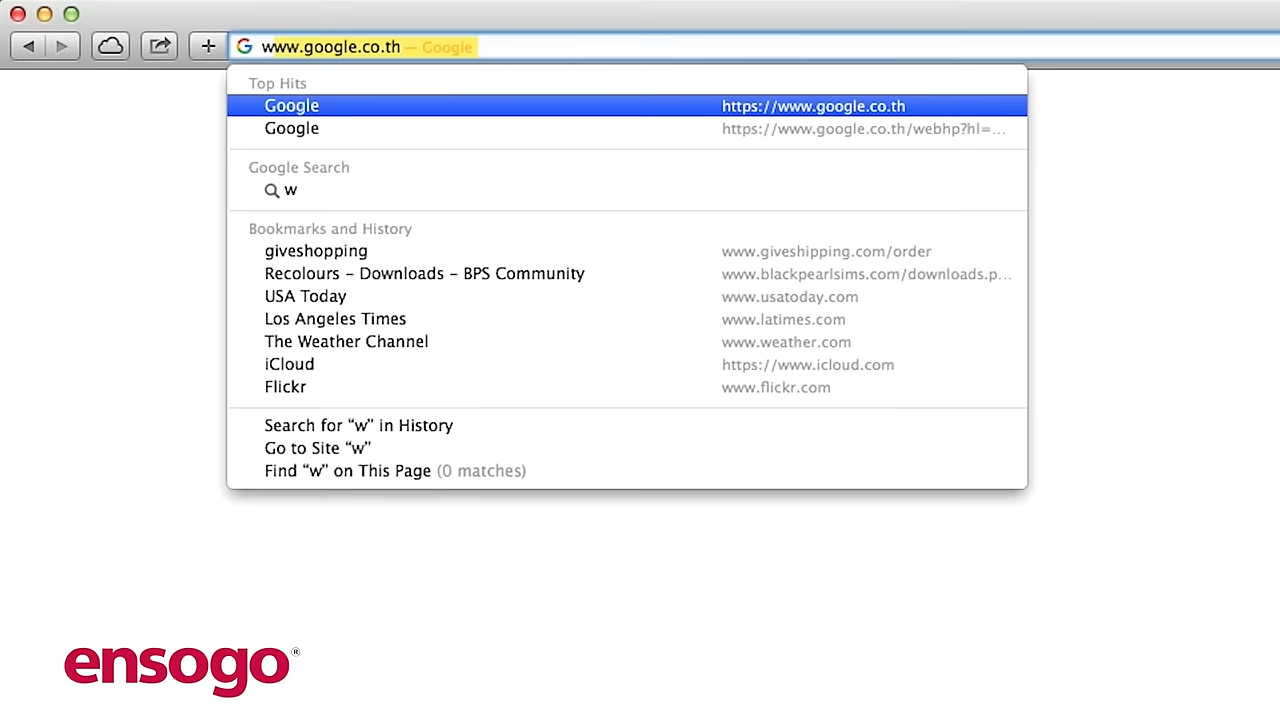 www.google.co.th — Google
Top Hits
Google https://www.google.co.th
Google https://www.google.co.th/webhp?hl=...
Google Search
w
Bookmarks and History
giveshopping www.giveshipping.com/order
Recolours – Downloads – BPS Community www.blackpearlsims.com/downloads.p...
USA Today www.usatoday.com
Los Angeles Times www.latimes.com
The Weather Channel www.weather.com
iCloud https://www.icloud.com
Flickr www.flickr.com
Search for “w” in History
Go to Site “w”
Find “w” on This Page (0 matches)
ensogo®